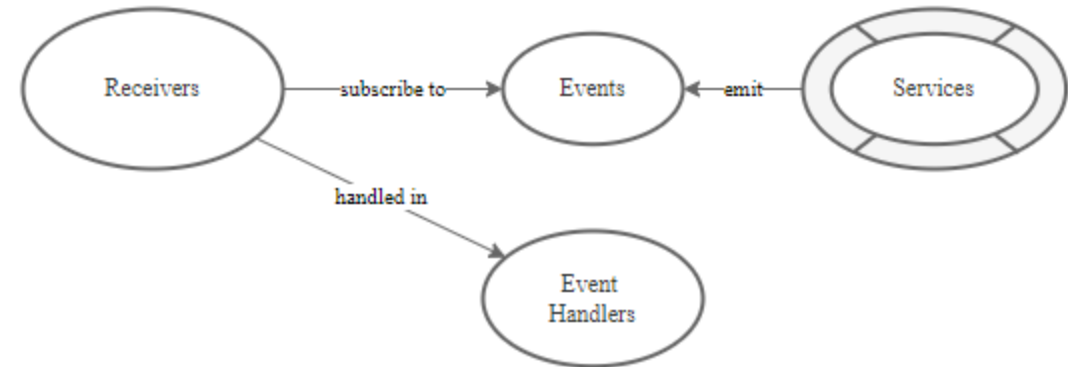 Receivers
subscribe to
Events
emit
Services
handled in
Event
Handlers